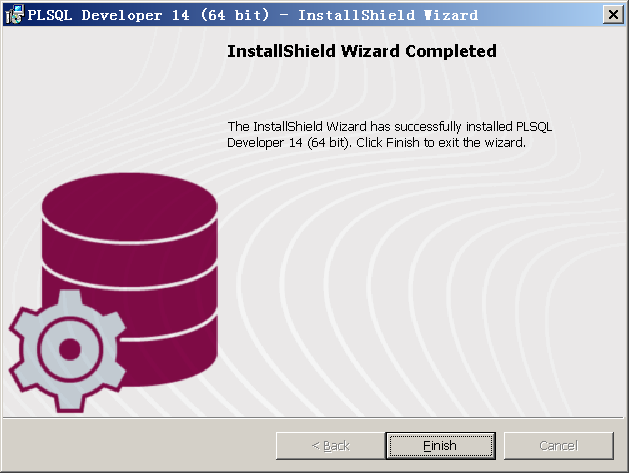 PLSQL Developer 14 (64 bit) - InstallShield Wizard
InstallShield Wizard Completed
The InstallShield Wizard has successfully installed PLSQL
Developer 14 (64 bit). Click Finish to exit the wizard.
< Back
Finish
Cancel